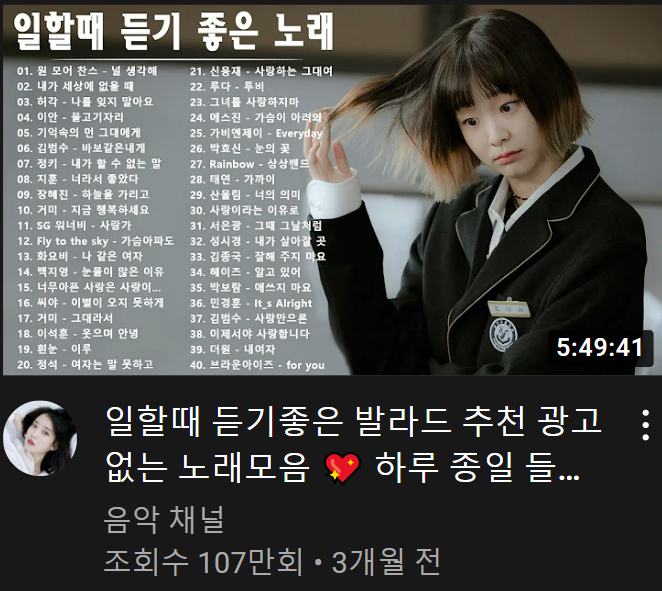 일할때 듣기 좋은 노래
01. 원 모어 찬스 - 널 생각해
02. 내가 세상에 없을 때
03. 허각 - 나를 잊지 말아요
04. 이안 - 물고기자리
05. 기억속의 먼 그대에게
06. 김범수 - 바보같은내게
07. 정키 - 내가 할 수 없는 말
08. 지훈 - 너라서 좋았다
09. 장혜진 - 하늘을 가리고
10. 거미 - 지금 행복하세요
11. SG 워너비 - 사랑가
12. Fly to the sky - 가슴아파도
13. 화요비 - 나 같은 여자
14. 백지영 - 눈물이 많은 이유
15. 너무아픈 사랑은 사랑이...
16. 씨야 - 이별이 오지 못하게
17. 거미 - 그대라서
18. 이석훈 - 웃으며 안녕
19. 흰눈 - 이루
20. 정석 - 여자는 말 못하고
21. 신용재 - 사랑하는 그대여
22. 루다 - 투비
23. 그녀를 사랑하지마
24. 에스진 - 가슴이 아려와
25. 가비앤제이 - Everyday
26. 박효신 - 눈의 꽃
27. Rainbow - 상상밴드
28. 태연 - 가까이
29. 산울림 - 너의 의미
30. 사랑이라는 이유로
31. 서은광 - 그때 그날처럼
32. 성시경 - 내가 살아갈 곳
33. 김종국 - 잘해 주지 마요
34. 헤이즈 - 알고 있어
35. 박보람 - 애쓰지 마요
36. 민경훈 - It_s Alright
37. 김범수 - 사랑만으론
38. 이제서야 사랑합니다
39. 더원 - 내여자
40. 브라운아이즈 - for you
조이서
5:49:41
일할때 듣기좋은 발라드 추천 광고
없는 노래모음 💖 하루 종일 들...
음악 채널
조회수 107만회 • 3개월 전